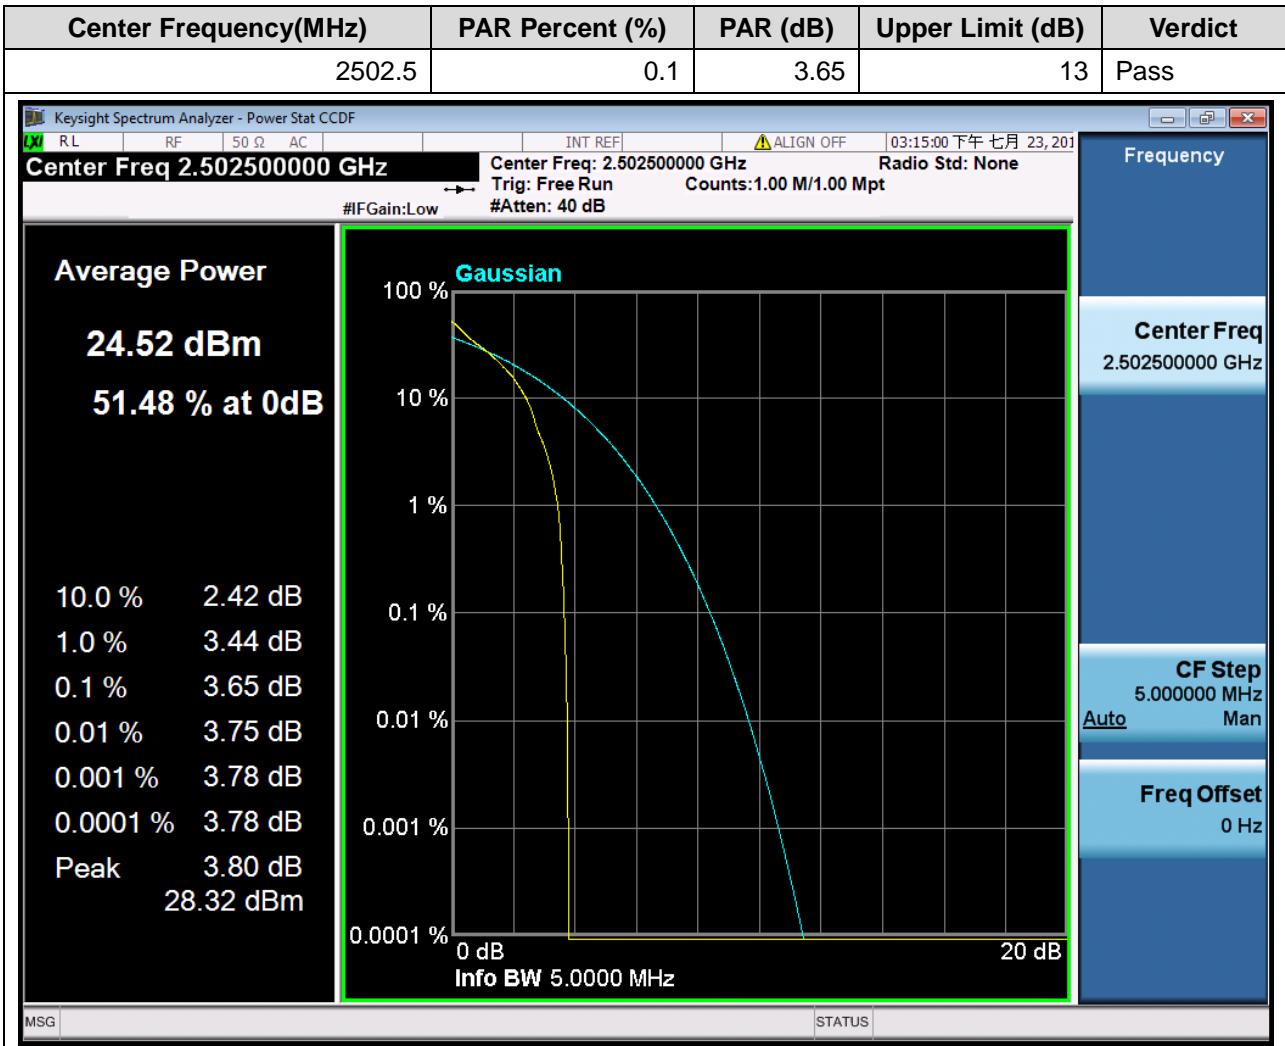 Center Frequency(MHz) PAR Percent (%) PAR (dB) Upper Limit (dB) Verdict
2502.5 0.1 3.65 13 Pass
Keysight Spectrum Analyzer - Power Stat CCDF
LXI RL RF 50 Ω AC INT REF ALIGN OFF 03:15:00 下午 七月 23, 201
Center Freq 2.502500000 GHz
Center Freq: 2.502500000 GHz Radio Std: None
Trig: Free Run Counts:1.00 M/1.00 Mpt
#IFGain:Low #Atten: 40 dB
Average Power
24.52 dBm
51.48 % at 0dB
10.0 % 2.42 dB
1.0 % 3.44 dB
0.1 % 3.65 dB
0.01 % 3.75 dB
0.001 % 3.78 dB
0.0001 % 3.78 dB
Peak 3.80 dB
28.32 dBm
Gaussian
100 %
10 %
1 %
0.1 %
0.01 %
0.001 %
0.0001 %
0 dB 20 dB
Info BW 5.0000 MHz
Frequency
Center Freq
2.502500000 GHz
CF Step
5.000000 MHz
Auto Man
Freq Offset
0 Hz
MSG STATUS